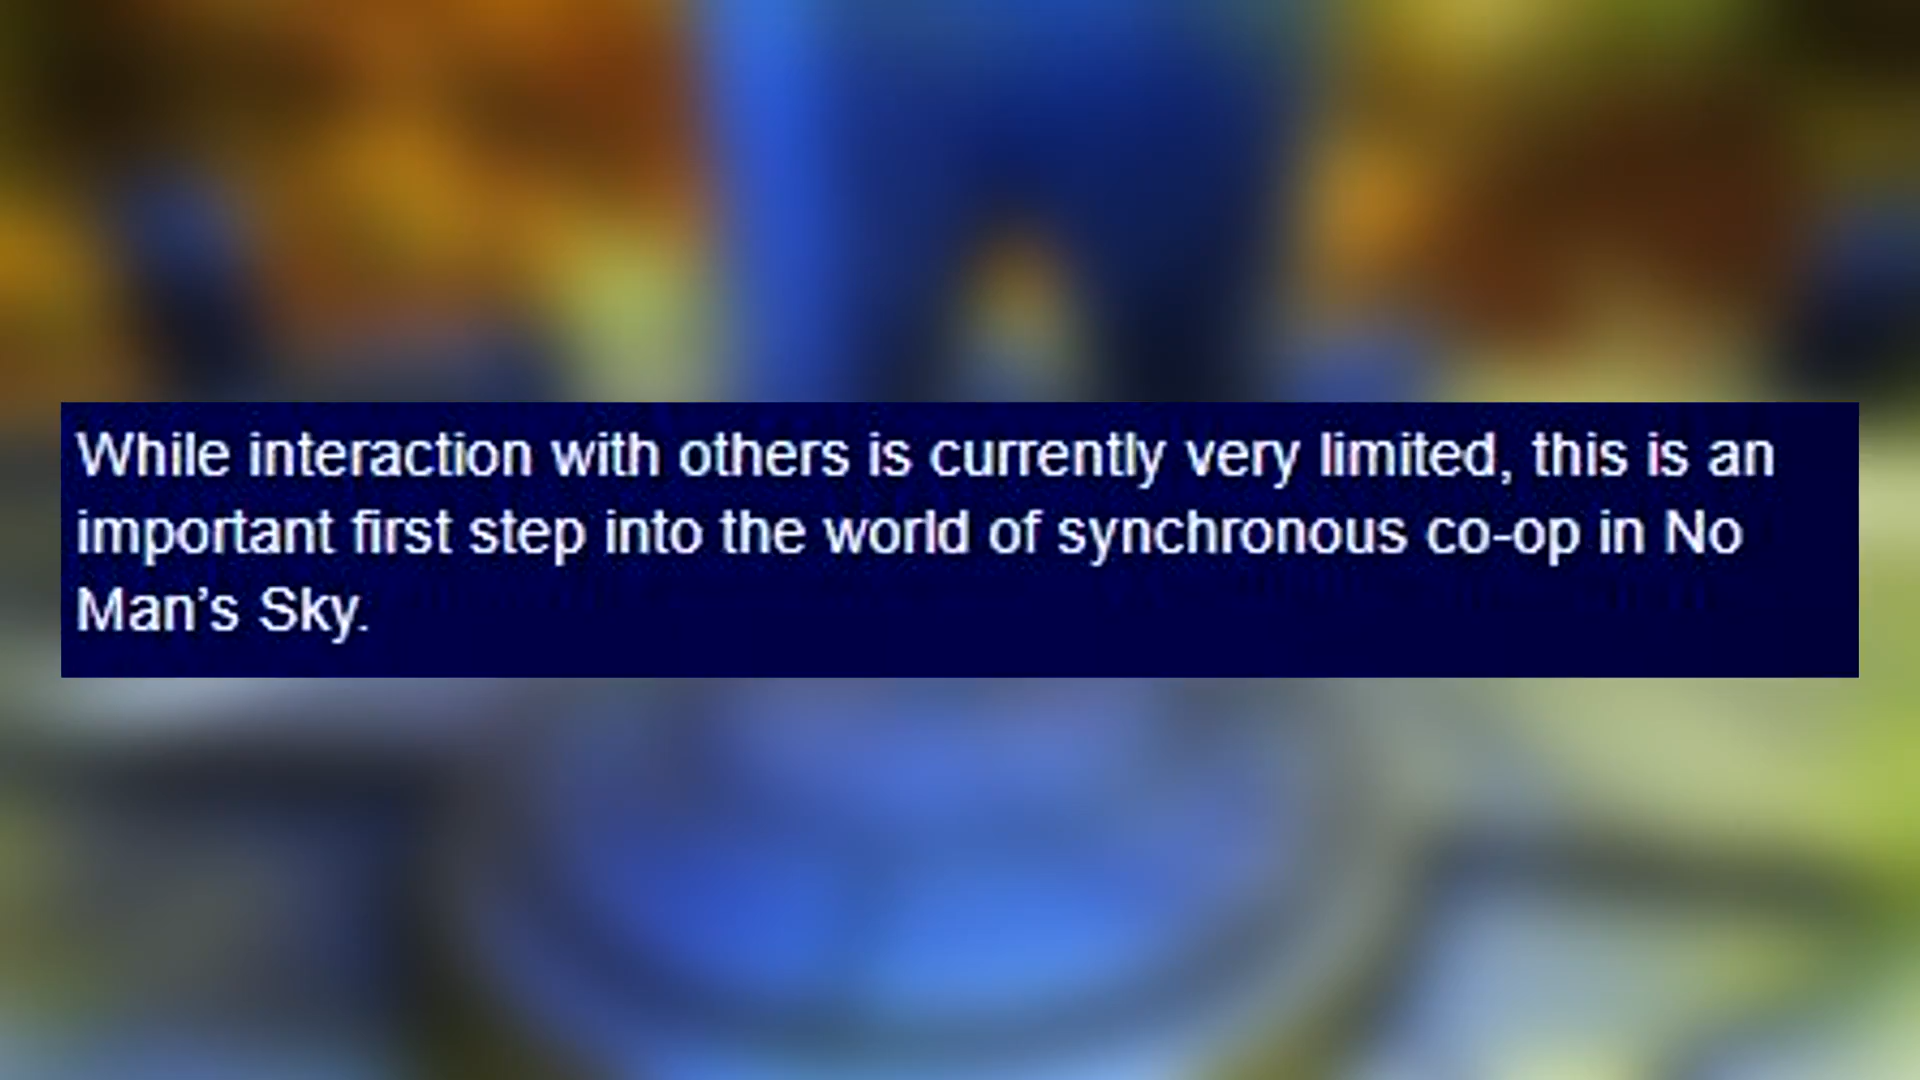 While interaction with others is currently very limited, this is an
important first step into the world of synchronous co-op in No
Man’s Sky.